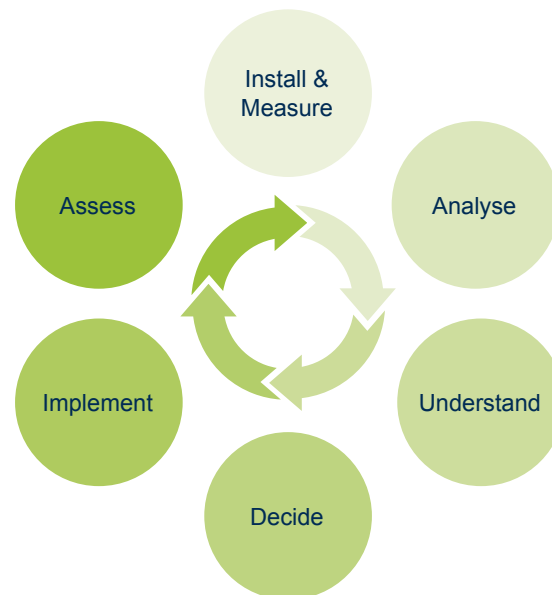 Install &
Measure
Analyse
Understand
Decide
Implement
Assess